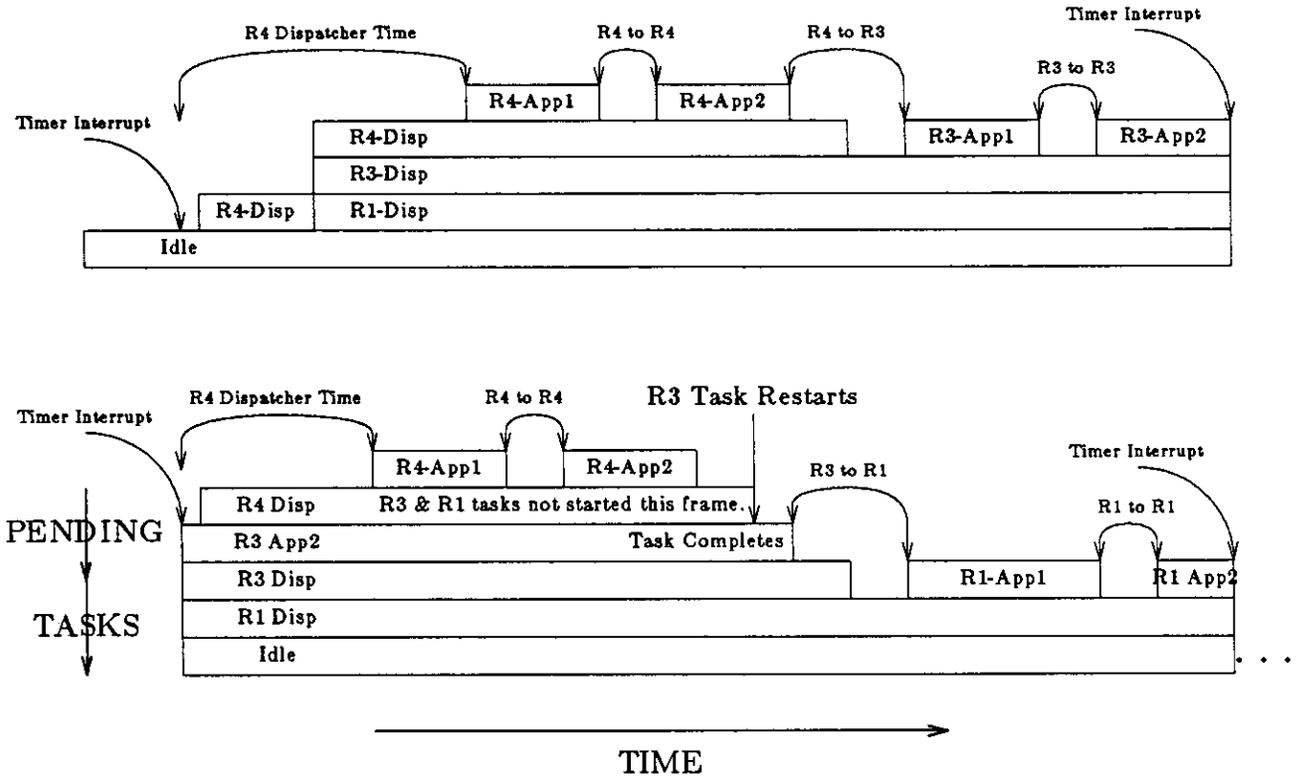 Timer Interrupt
R4 Dispatcher Time
R4 to R4
R4 to R3
R3 to R3
R4-App1
R4-App2
Timer Interrupt
R4-Disp
R3-App1
R3-App2
R3-Disp
R4-Disp
R1-Disp
Idle
R4 Dispatcher Time
R4 to R4
R3 Task Restarts
Timer Interrupt
Timer Interrupt
R4-App1
R4-App2
R3 to R1
R4 Disp
R3 & R1 tasks not started this frame.
R1 to R1
PENDING
R3 App2
Task Completes
R3 Disp
R1-App1
R1 App2
TASKS
R1 Disp
Idle
. . .
TIME